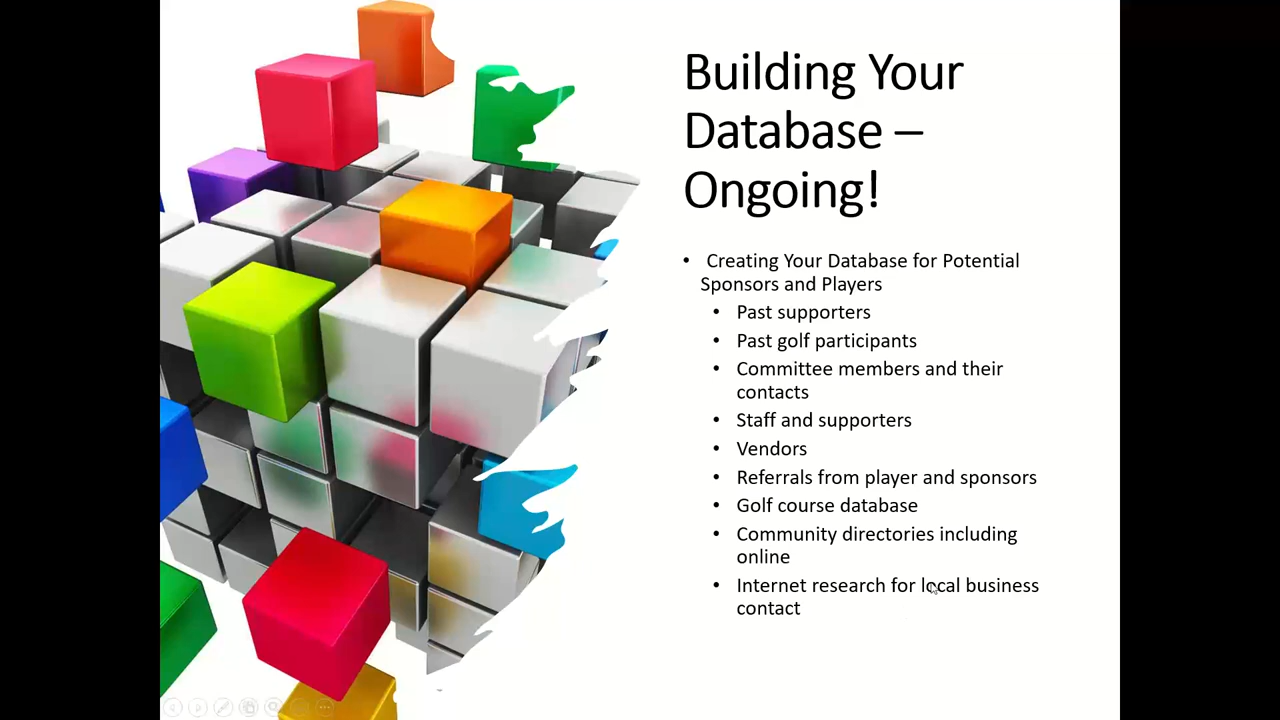 Building Your
Database –
Ongoing!
• Creating Your Database for Potential
Sponsors and Players
• Past supporters
• Past golf participants
• Committee members and their
contacts
• Staff and supporters
• Vendors
• Referrals from player and sponsors
• Golf course database
• Community directories including
online
• Internet research for local business
contact